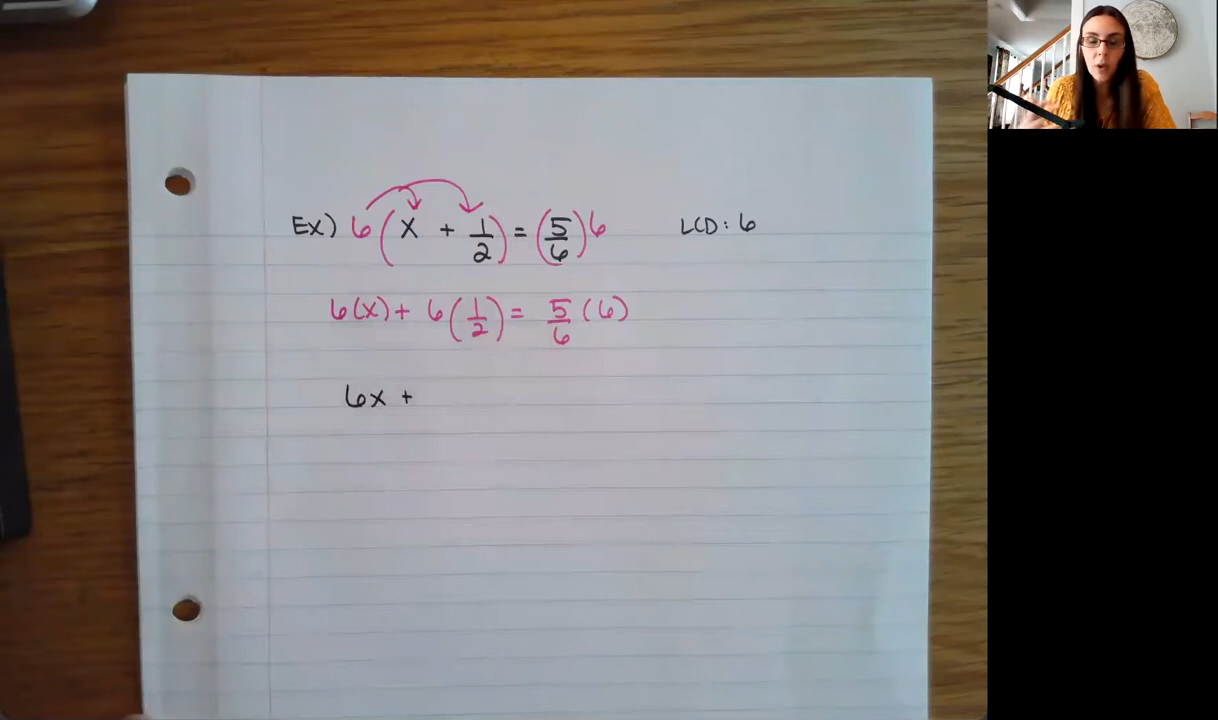 Ex) 6(x + 1/2) = (5/6)6 LCD: 6
6(x) + 6(1/2) = 5/6 (6)
6x +